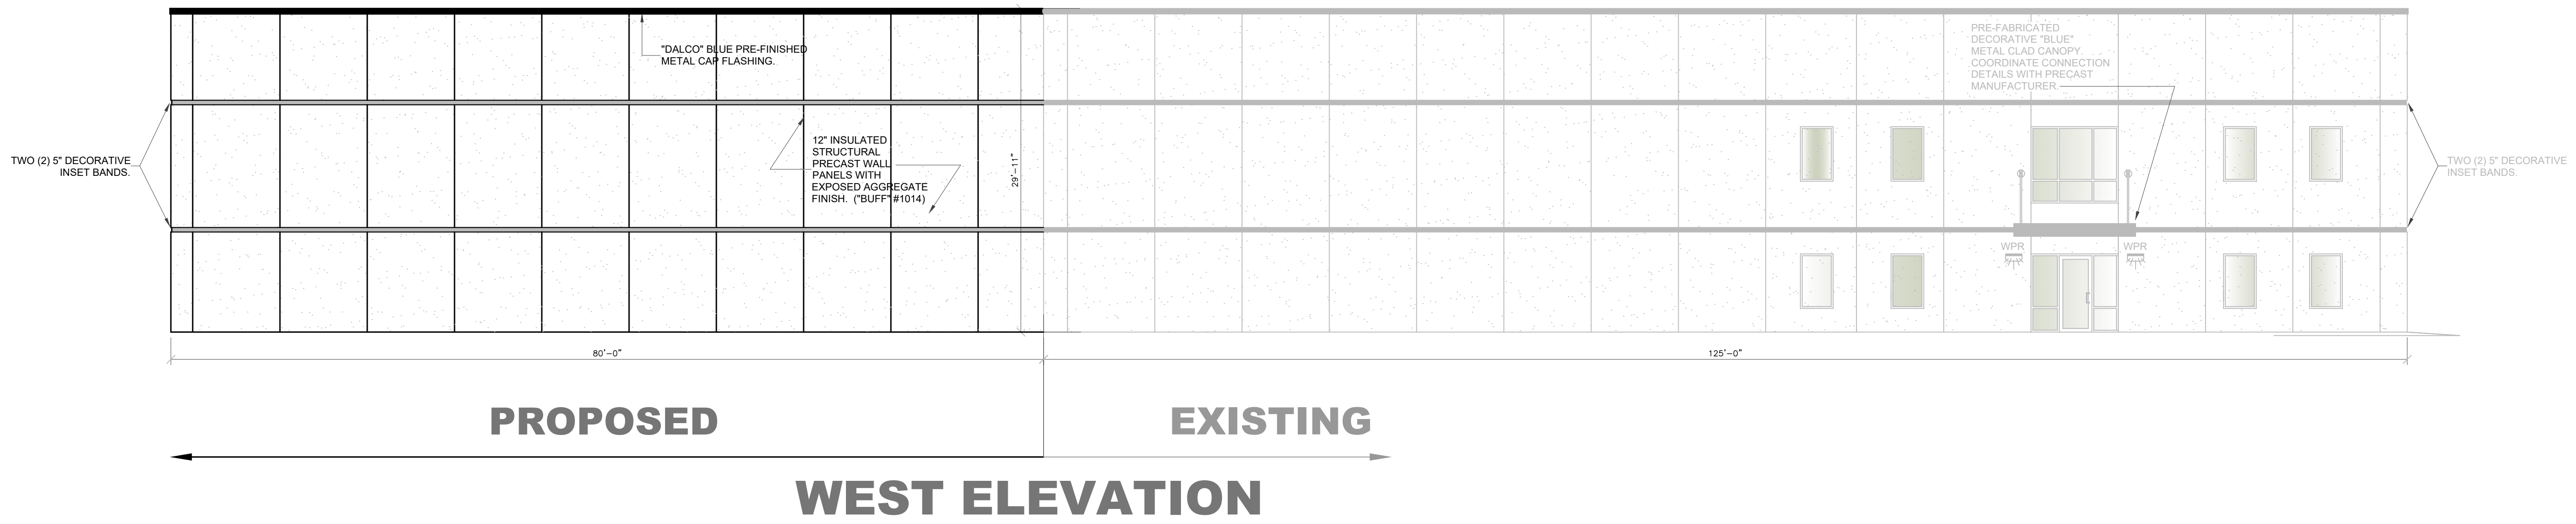 "DALCO" BLUE PRE-FINISHED
METAL CAP FLASHING.
PRE-FABRICATED
DECORATIVE "BLUE"
METAL CLAD CANOPY.
COORDINATE CONNECTION
DETAILS WITH PRECAST
MANUFACTURER.
TWO (2) 5" DECORATIVE
INSET BANDS.
12" INSULATED
STRUCTURAL
PRECAST WALL
PANELS WITH
EXPOSED AGGREGATE
FINISH. ("BUFF" #1014)
29'-11"
TWO (2) 5" DECORATIVE
INSET BANDS.
WPR
WPR
80'-0"
125'-0"
PROPOSED
EXISTING
WEST ELEVATION